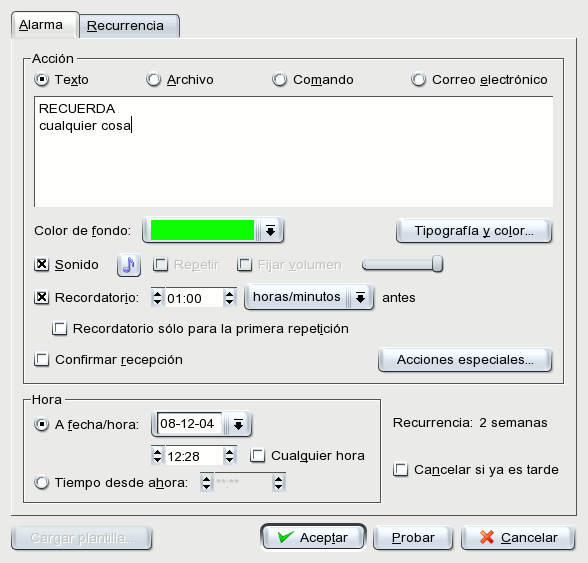 Alarma Recurrencia
Acción
Texto Archivo Comando Correo electrónico
RECUERDA
cualquier cosa
Color de fondo: Tipografía y color...
Sonido Repetir Fijar volumen
Recordatorio: 01:00 horas/minutos antes
Recordatorio sólo para la primera repetición
Confirmar recepción Acciones especiales...
Hora
A fecha/hora: 08-12-04 Recurrencia: 2 semanas
12:28 Cualquier hora
Cancelar si ya es tarde
Tiempo desde ahora: **:**
Cargar plantilla... Aceptar Probar Cancelar